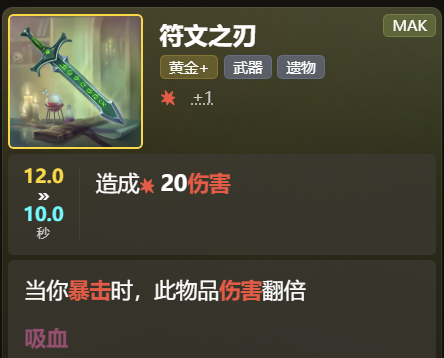 符文之刃
MAK
黄金+ 武器 遗物
+1
12.0
»
10.0
秒
造成20伤害
当你暴击时，此物品伤害翻倍
吸血